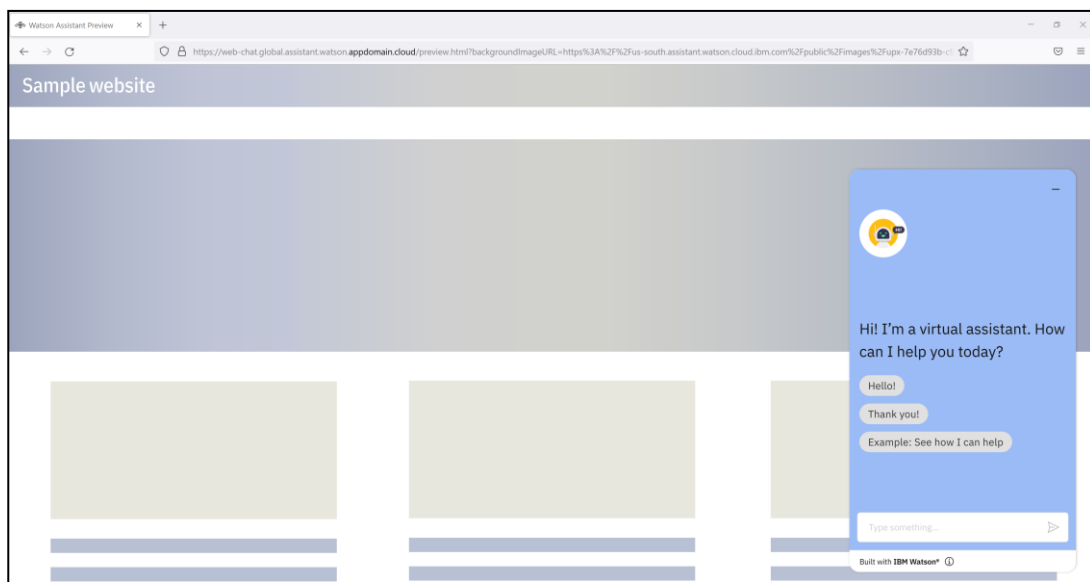 Watson Assistant Preview
https://web-chat.global.assistant.watson.appdomain.cloud/preview.html?backgroundImageURL=https%3A%2F%2Fus-south.assistant.watson.cloud.ibm.com%2Fpublic%2Fimages%2Fupx-7e76d93b-c
Sample website
HI!
Hi! I'm a virtual assistant. How
can I help you today?
Hello!
Thank you!
Example: See how I can help
Type something...
Built with IBM Watson®